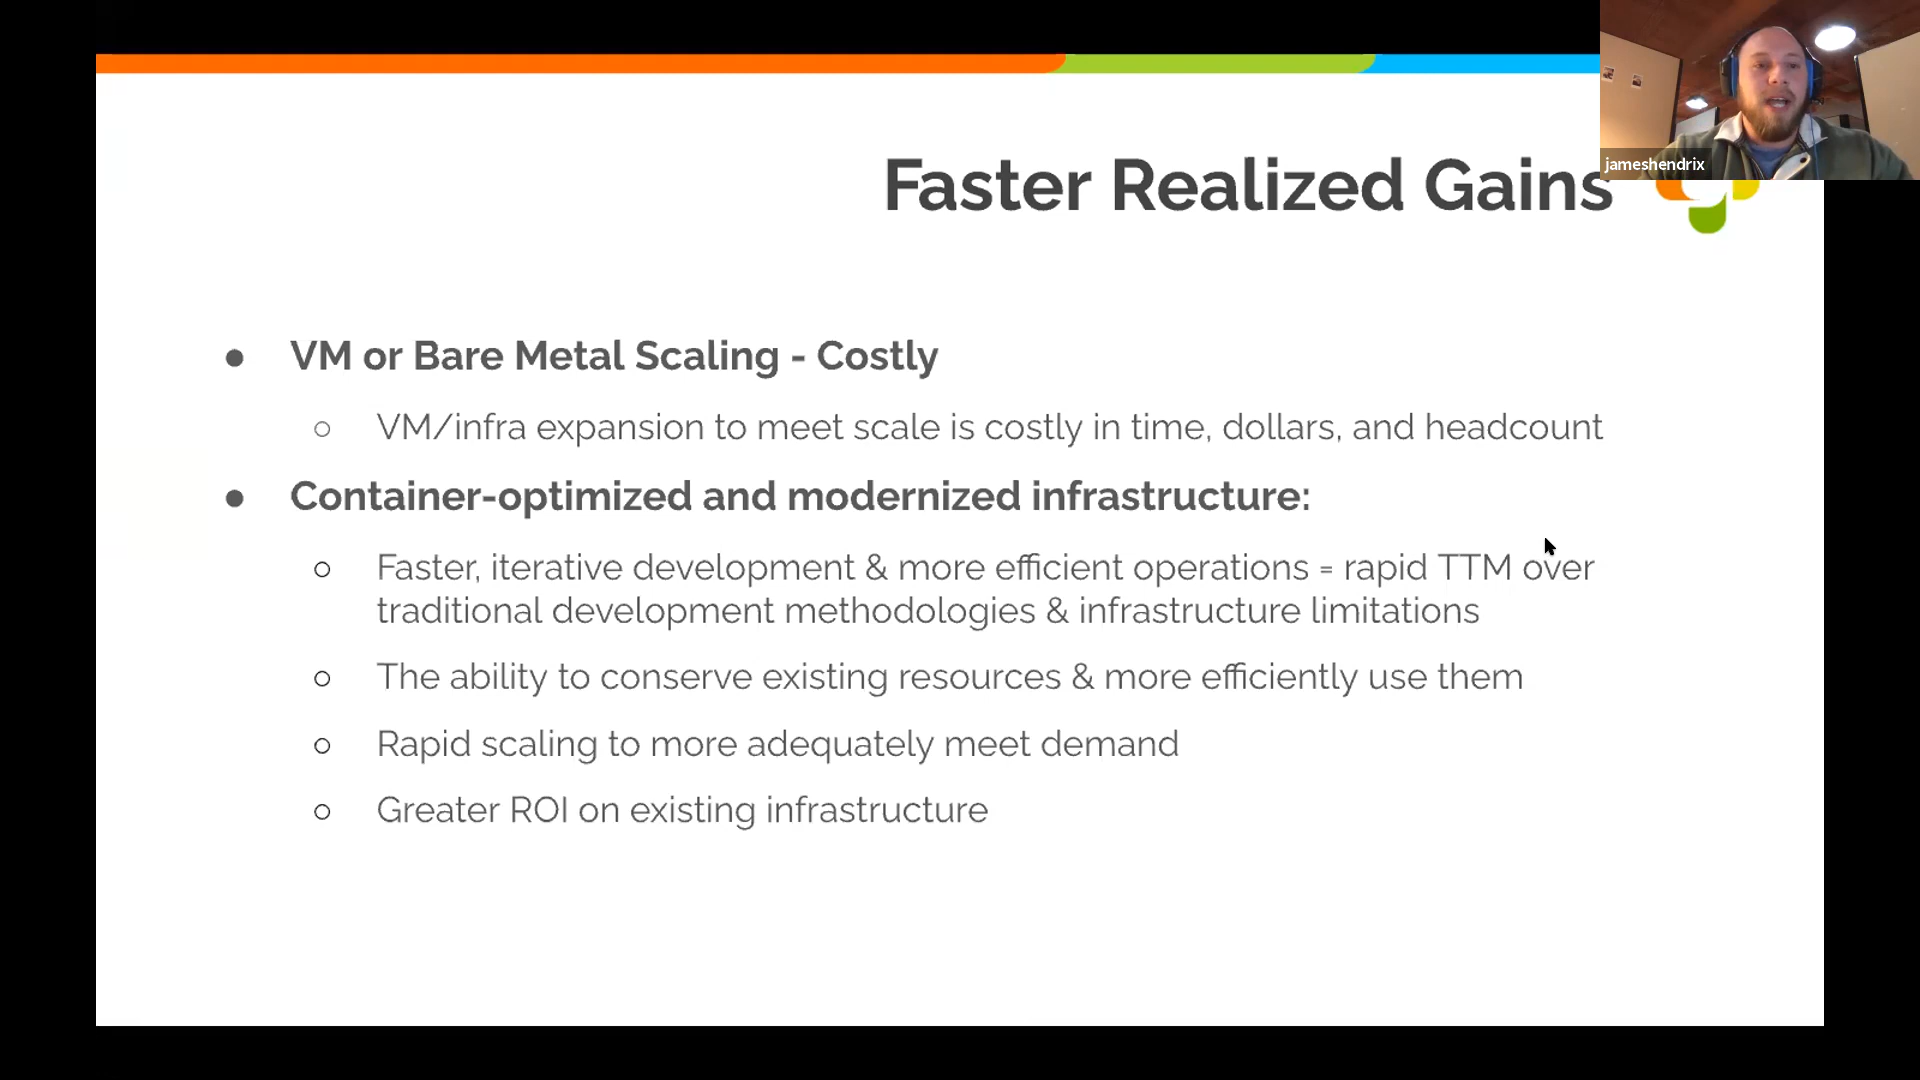 jameshendrix
Faster Realized Gains
● VM or Bare Metal Scaling - Costly
○ VM/infra expansion to meet scale is costly in time, dollars, and headcount
● Container-optimized and modernized infrastructure:
○ Faster, iterative development & more efficient operations = rapid TTM over
traditional development methodologies & infrastructure limitations
○ The ability to conserve existing resources & more efficiently use them
○ Rapid scaling to more adequately meet demand
○ Greater ROI on existing infrastructure